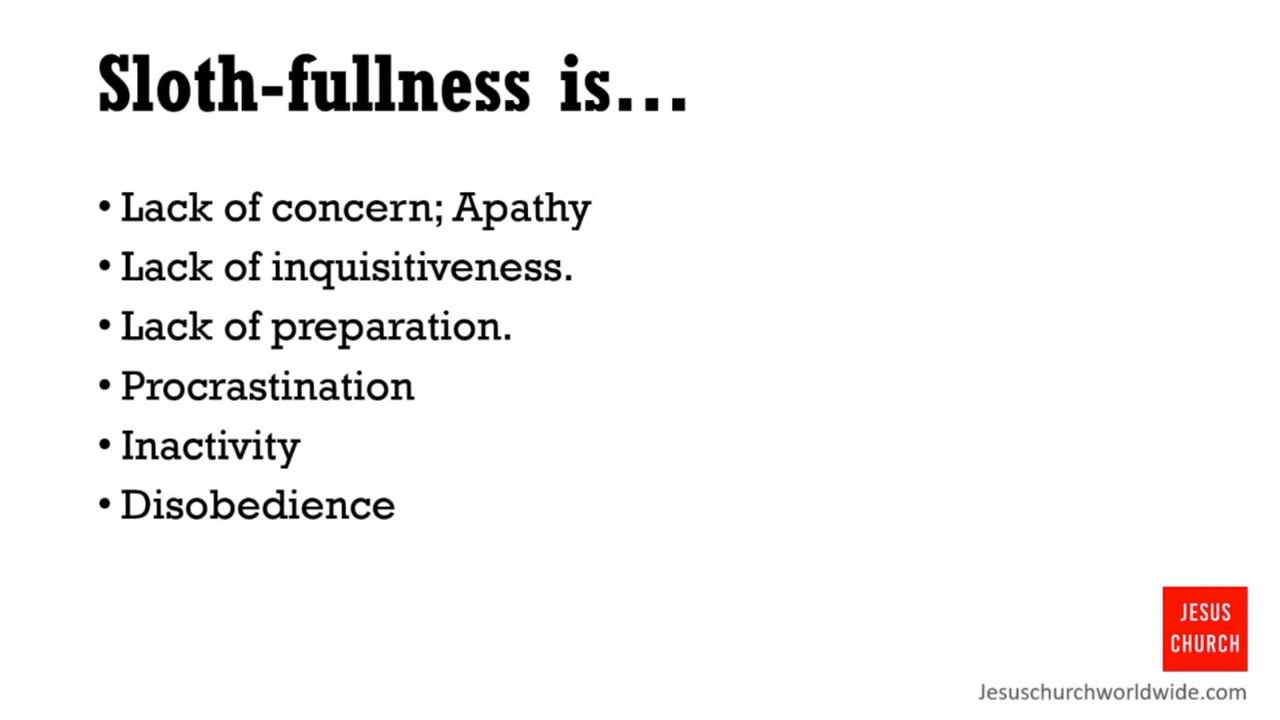 Sloth-fullness is...
• Lack of concern; Apathy
• Lack of inquisitiveness.
• Lack of preparation.
• Procrastination
• Inactivity
• Disobedience
JESUS
CHURCH
Jesuschurchworldwide.com